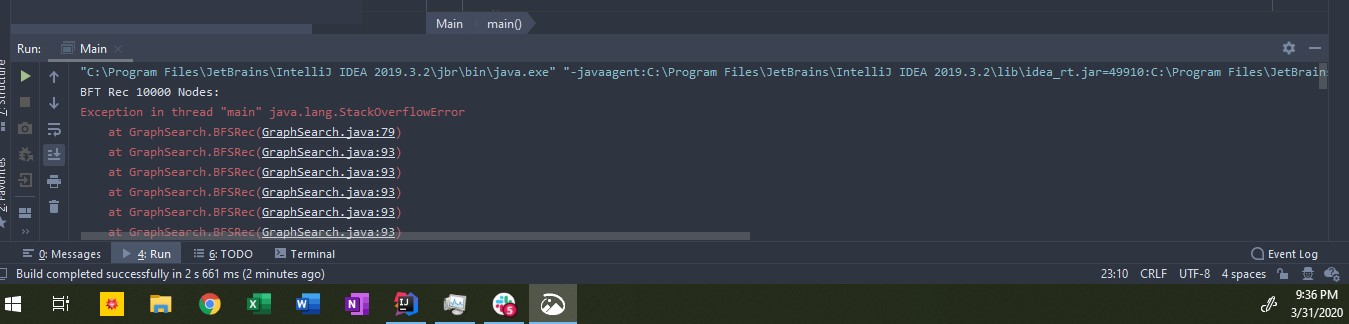 Main main()
Run: Main
"C:\Program Files\JetBrains\IntelliJ IDEA 2019.3.2\jbr\bin\java.exe" "-javaagent:C:\Program Files\JetBrains\IntelliJ IDEA 2019.3.2\lib\idea_rt.jar=49910:C:\Program Files\JetBrains
BFT Rec 10000 Nodes:
Exception in thread "main" java.lang.StackOverflowError
at GraphSearch.BFSRec(GraphSearch.java:79)
at GraphSearch.BFSRec(GraphSearch.java:93)
at GraphSearch.BFSRec(GraphSearch.java:93)
at GraphSearch.BFSRec(GraphSearch.java:93)
at GraphSearch.BFSRec(GraphSearch.java:93)
at GraphSearch.BFSRec(GraphSearch.java:93)
Z: Structure
2: Favorites
0: Messages 4: Run 6: TODO Terminal Event Log
Build completed successfully in 2 s 661 ms (2 minutes ago) 23:10 CRLF UTF-8 4 spaces
5
9:36 PM
3/31/2020